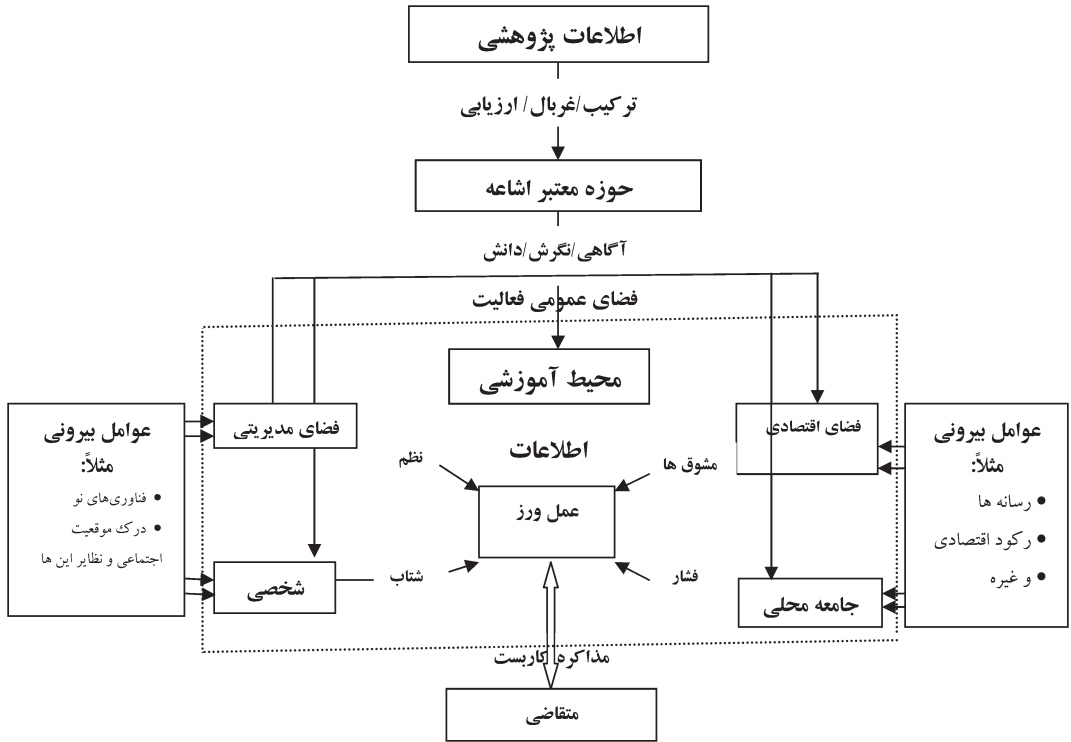 اطلاعات پژوهشی
ترکیب/غربال/ ارزیابی
حوزه معتبر اشاعه
آگاهی/نگرش/دانش
فضای عمومی فعالیت
محیط آموزشی
عوامل بیرونی
مثلاً:
• رسانه ها
• رکود اقتصادی
• و غیره
فضای اقتصادی
جامعه محلی
اطلاعات
مشوق ها
نظم
عمل ورز
فشار
شتاب
فضای مدیریتی
شخصی
عوامل بیرونی
مثلاً:
• فناوری‌های نو
• درک موقعیت
اجتماعی و نظایر این ها
مذاکره کاربست
متقاضی